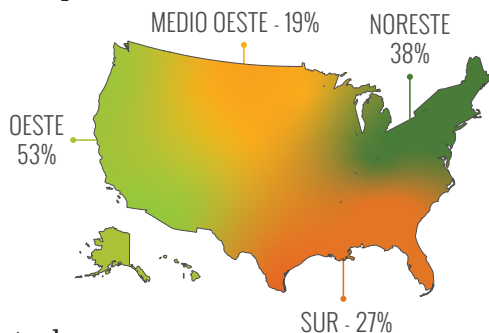 MEDIO OESTE - 19%
NORESTE
38%
OESTE
53%
SUR - 27%